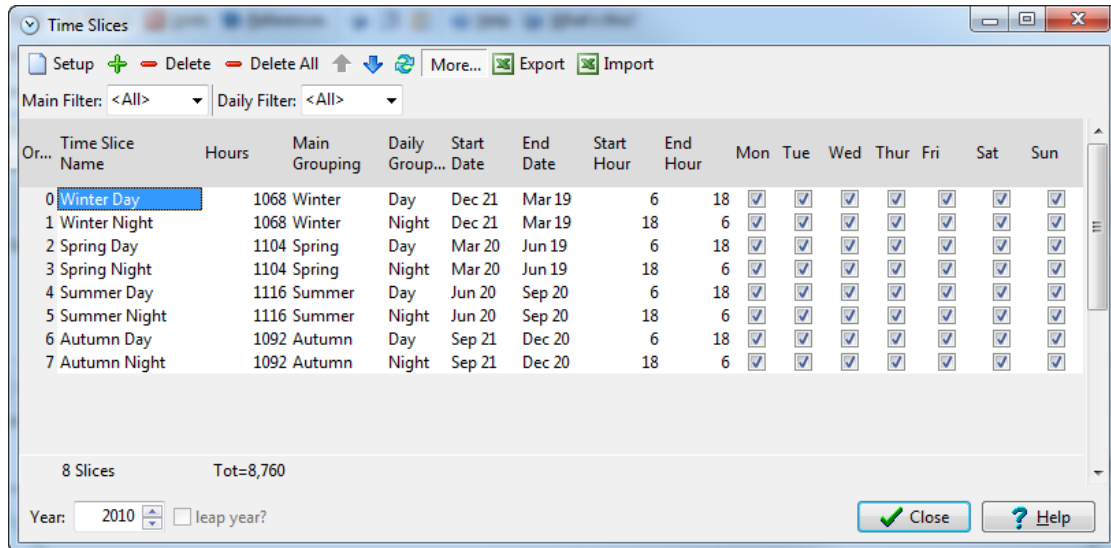 Time Slices
Setup Delete Delete All More... Export Import
Main Filter: <All> Daily Filter: <All>
Or... Time Slice Name Hours Main Grouping Daily Group... Start Date End Date Start Hour End Hour Mon Tue Wed Thur Fri Sat Sun
0 Winter Day 1068 Winter Day Dec 21 Mar 19 6 18
1 Winter Night 1068 Winter Night Dec 21 Mar 19 18 6
2 Spring Day 1104 Spring Day Mar 20 Jun 19 6 18
3 Spring Night 1104 Spring Night Mar 20 Jun 19 18 6
4 Summer Day 1116 Summer Day Jun 20 Sep 20 6 18
5 Summer Night 1116 Summer Night Jun 20 Sep 20 18 6
6 Autumn Day 1092 Autumn Day Sep 21 Dec 20 6 18
7 Autumn Night 1092 Autumn Night Sep 21 Dec 20 18 6
8 Slices Tot=8,760
Year: 2010 leap year? Close Help